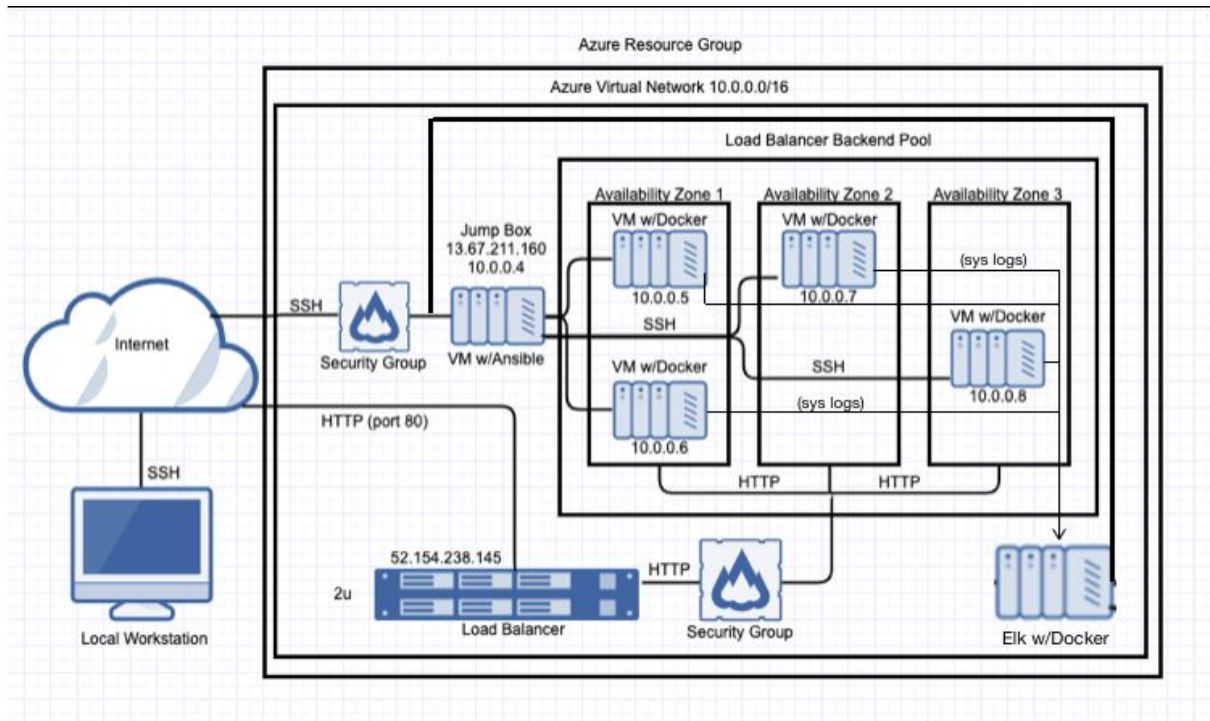 Azure Resource Group
Azure Virtual Network 10.0.0.0/16
Load Balancer Backend Pool
Availability Zone 1
Availability Zone 2
Availability Zone 3
VM w/Docker
VM w/Docker
Jump Box
13.67.211.160
10.0.0.4
(sys logs)
10.0.0.5
10.0.0.7
SSH
SSH
VM w/Docker
Internet
Security Group
VM w/Ansible
VM w/Docker
SSH
10.0.0.8
(sys logs)
HTTP (port 80)
10.0.0.6
SSH
HTTP
HTTP
52.154.238.145
HTTP
2u
Load Balancer
Security Group
Local Workstation
Elk w/Docker